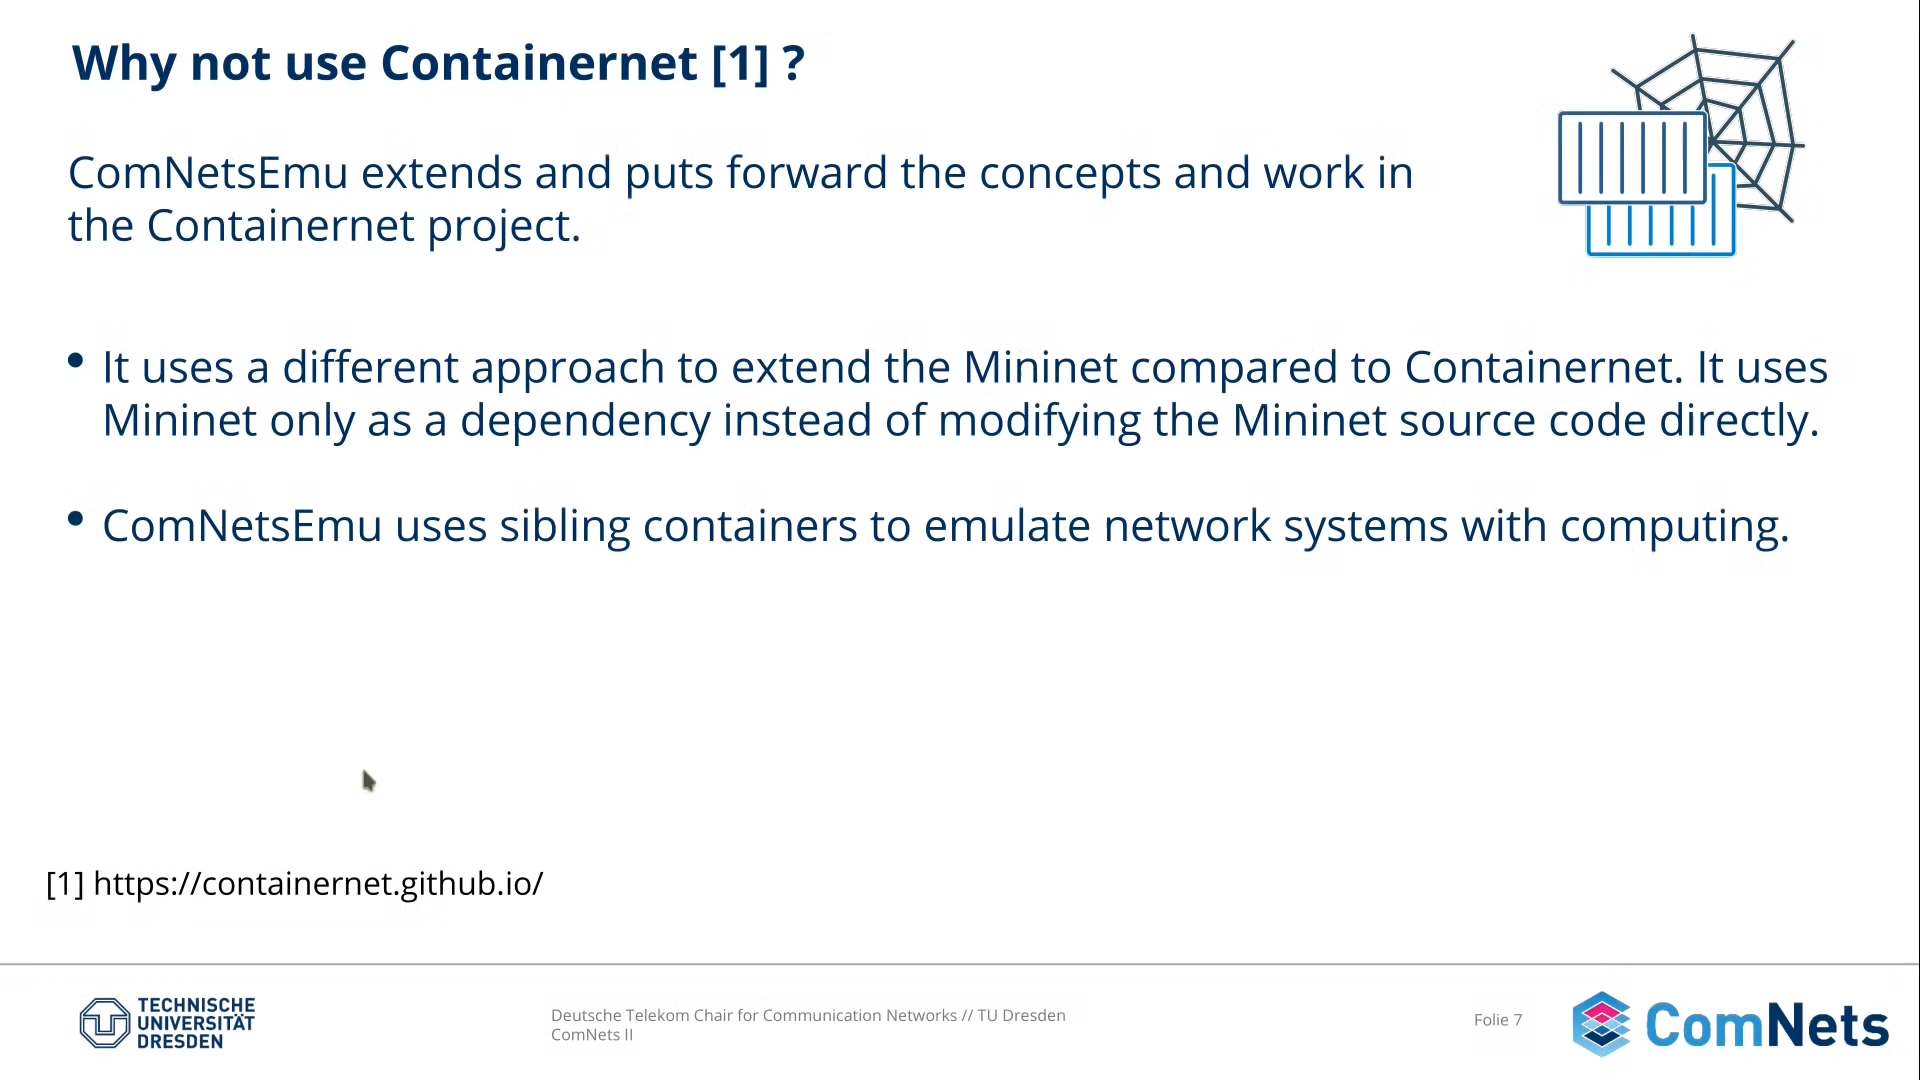 Why not use Containernet [1] ?
ComNetsEmu extends and puts forward the concepts and work in
the Containernet project.
• It uses a different approach to extend the Mininet compared to Containernet. It uses
Mininet only as a dependency instead of modifying the Mininet source code directly.
• ComNetsEmu uses sibling containers to emulate network systems with computing.
[1] https://containernet.github.io/
TECHNISCHE
UNIVERSITÄT
DRESDEN
Deutsche Telekom Chair for Communication Networks // TU Dresden
ComNets II
Folie 7
ComNets